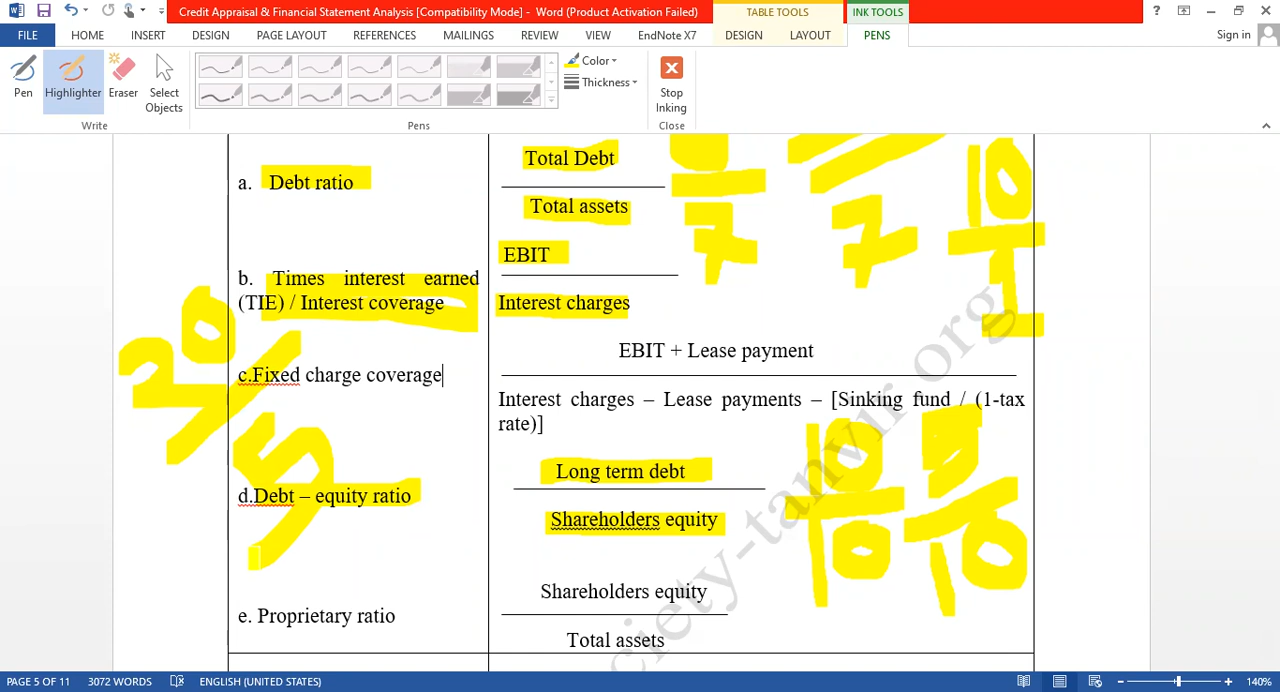 Credit Appraisal & Financial Statement Analysis [Compatibility Mode] - Word (Product Activation Failed)
TABLE TOOLS
INK TOOLS
FILE HOME INSERT DESIGN PAGE LAYOUT REFERENCES MAILINGS REVIEW VIEW EndNote X7 DESIGN LAYOUT PENS
Sign in
Pen
Highlighter
Eraser
Select Objects
Color
Thickness
Stop Inking
Write
Pens
Close
a. Debt ratio
Total Debt
Total assets
b. Times interest earned
(TIE) / Interest coverage
EBIT
Interest charges
c.Fixed charge coverage
EBIT + Lease payment
Interest charges – Lease payments – [Sinking fund / (1-tax
rate)]
d.Debt – equity ratio
Long term debt
Shareholders equity
e. Proprietary ratio
Shareholders equity
Total assets
ciety-tanvir.org
PAGE 5 OF 11 3072 WORDS ENGLISH (UNITED STATES) 140%